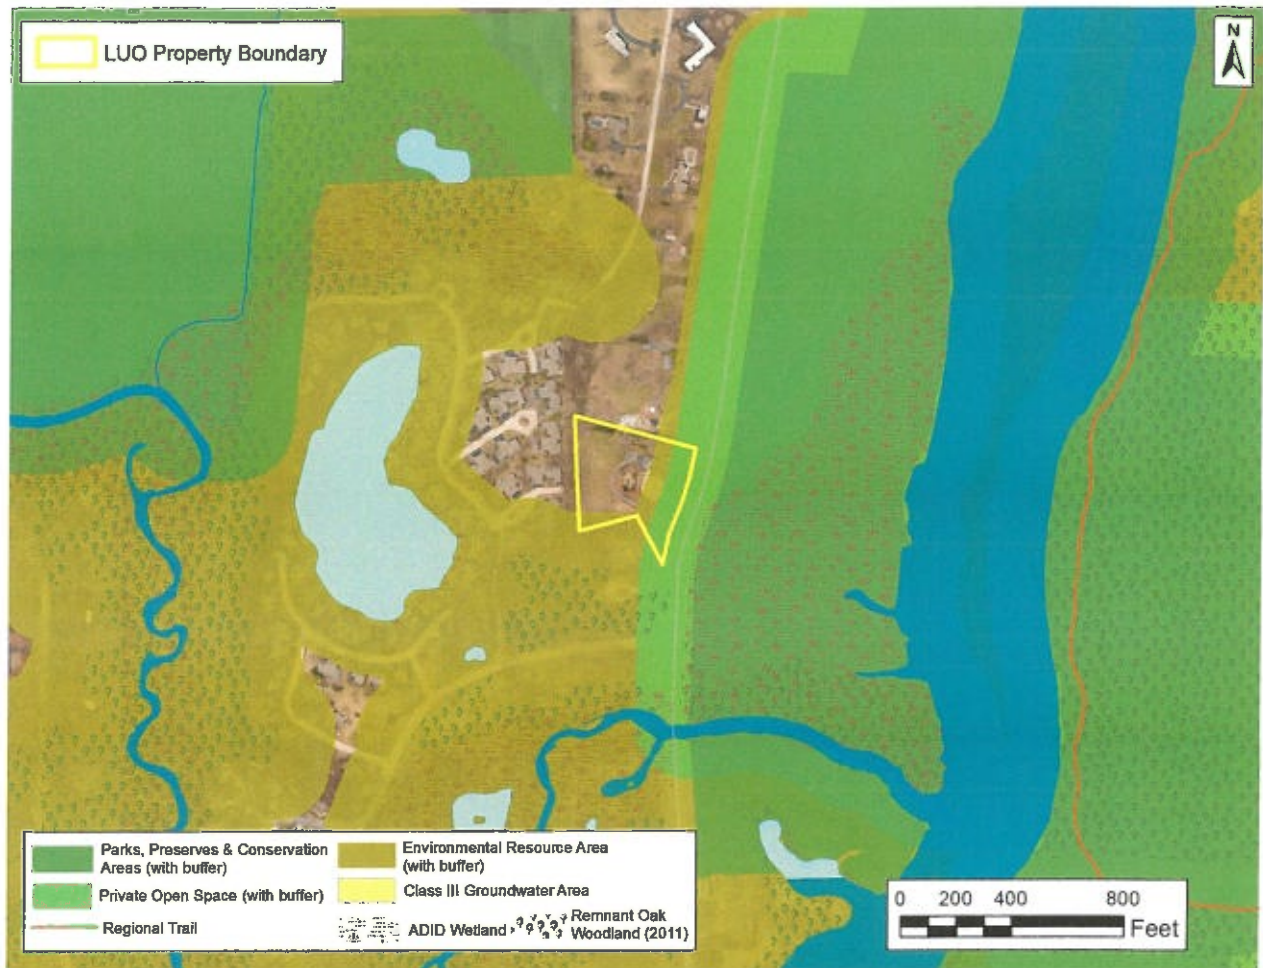 LUO Property Boundary
N
Parks, Preserves & Conservation
Areas (with buffer)
Private Open Space (with buffer)
Regional Trail
Environmental Resource Area
(with buffer)
Class III Groundwater Area
ADID Wetland
Remnant Oak
Woodland (2011)
0 200 400 800
Feet